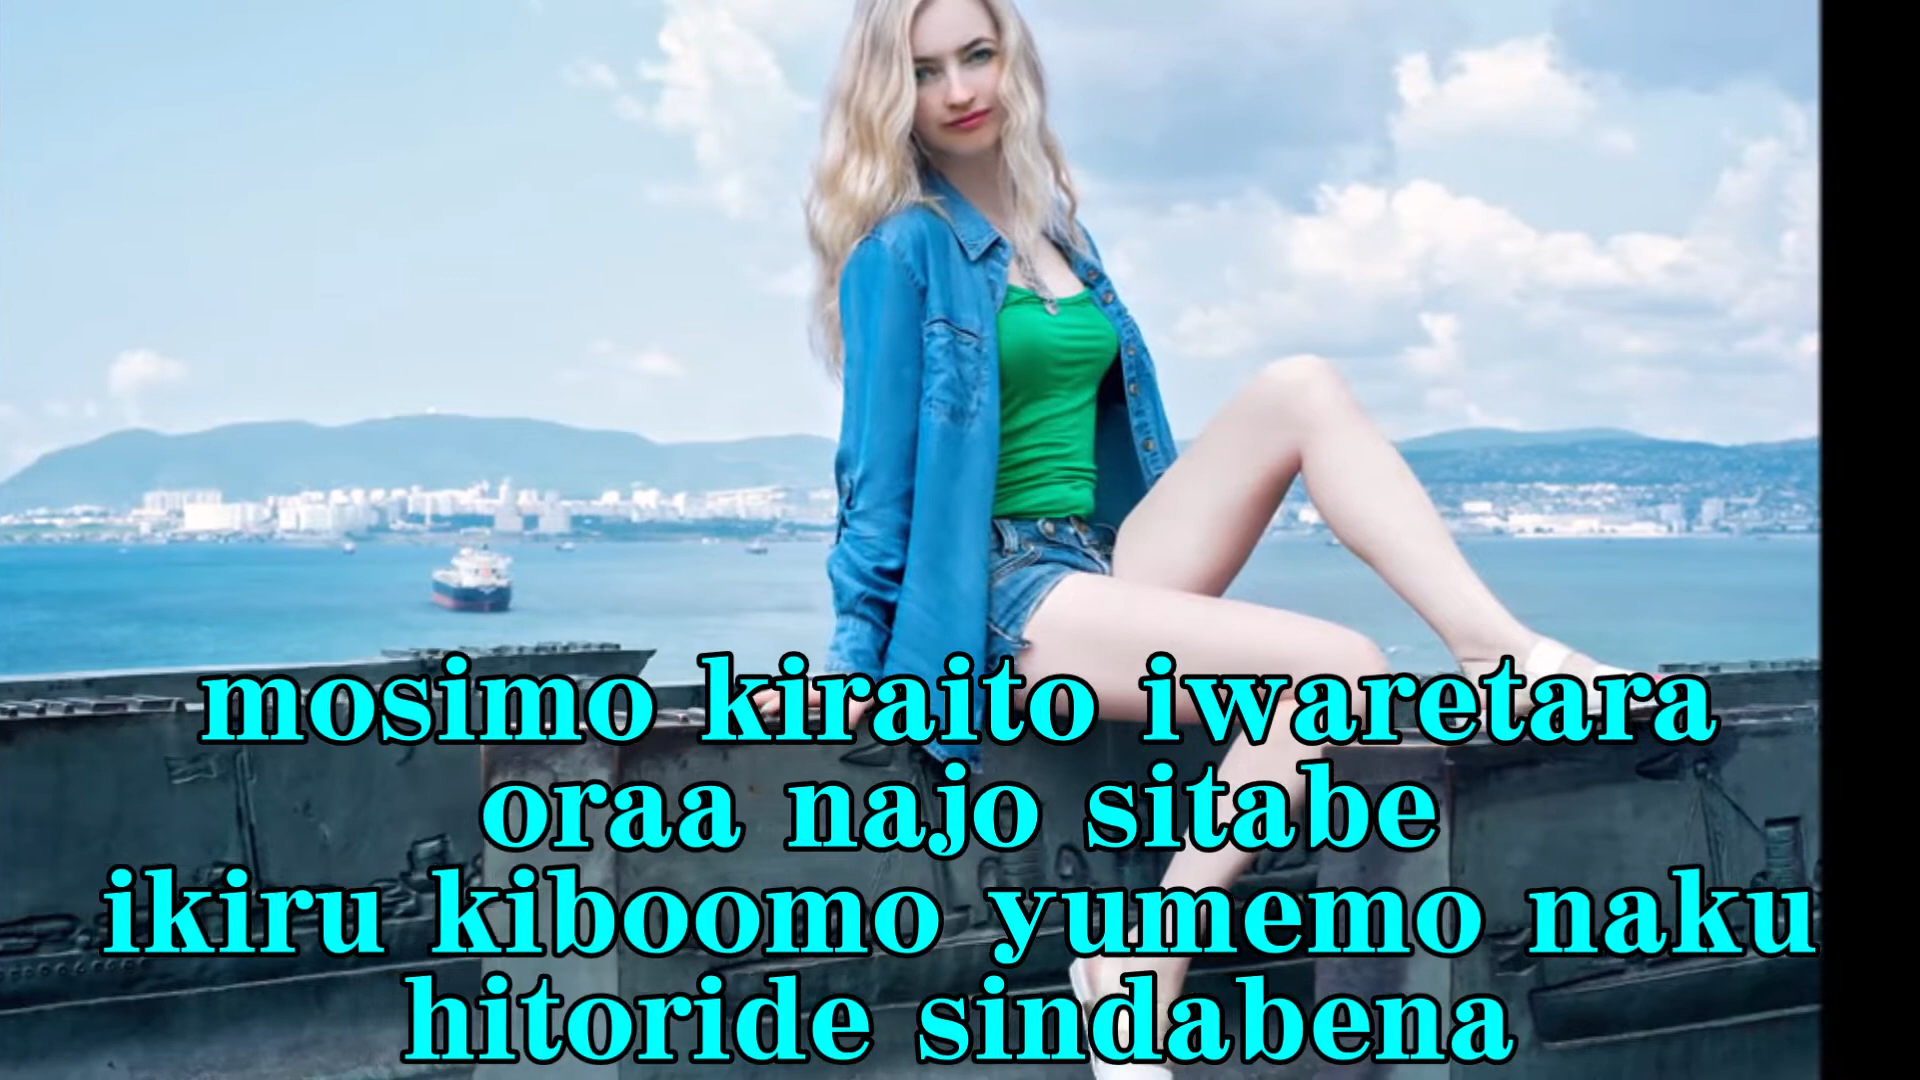 mosimo kiraito iwaretara
oraa najo sitabe
ikiru kiboomo yumemo naku
hitoride sindabena